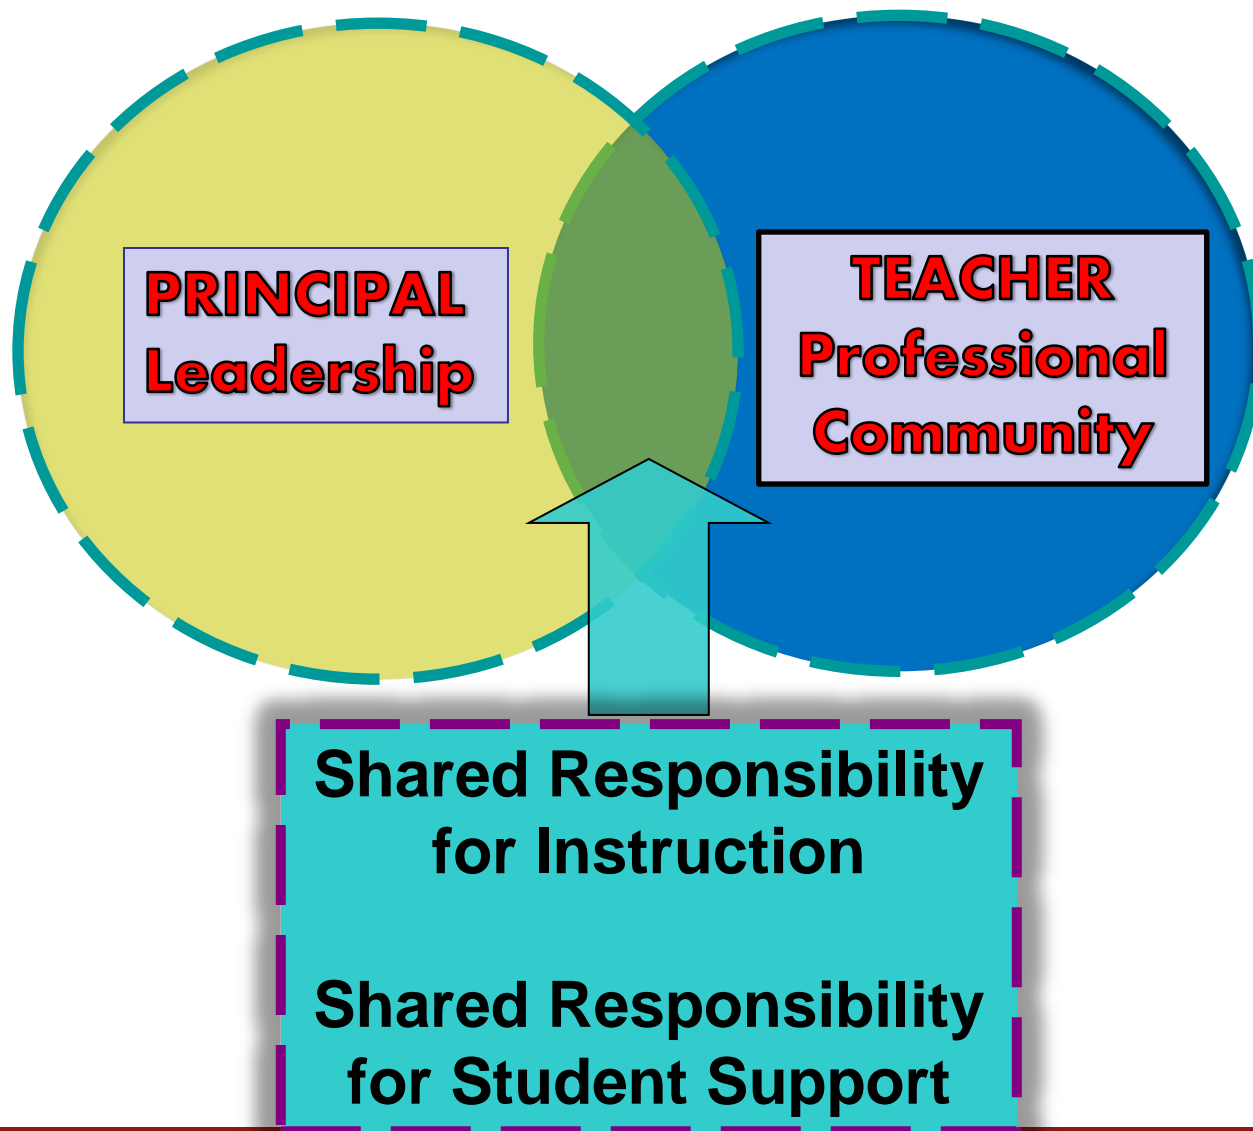 PRINCIPAL
Leadership
TEACHER
Professional
Community
Shared Responsibility
for Instruction
Shared Responsibility
for Student Support